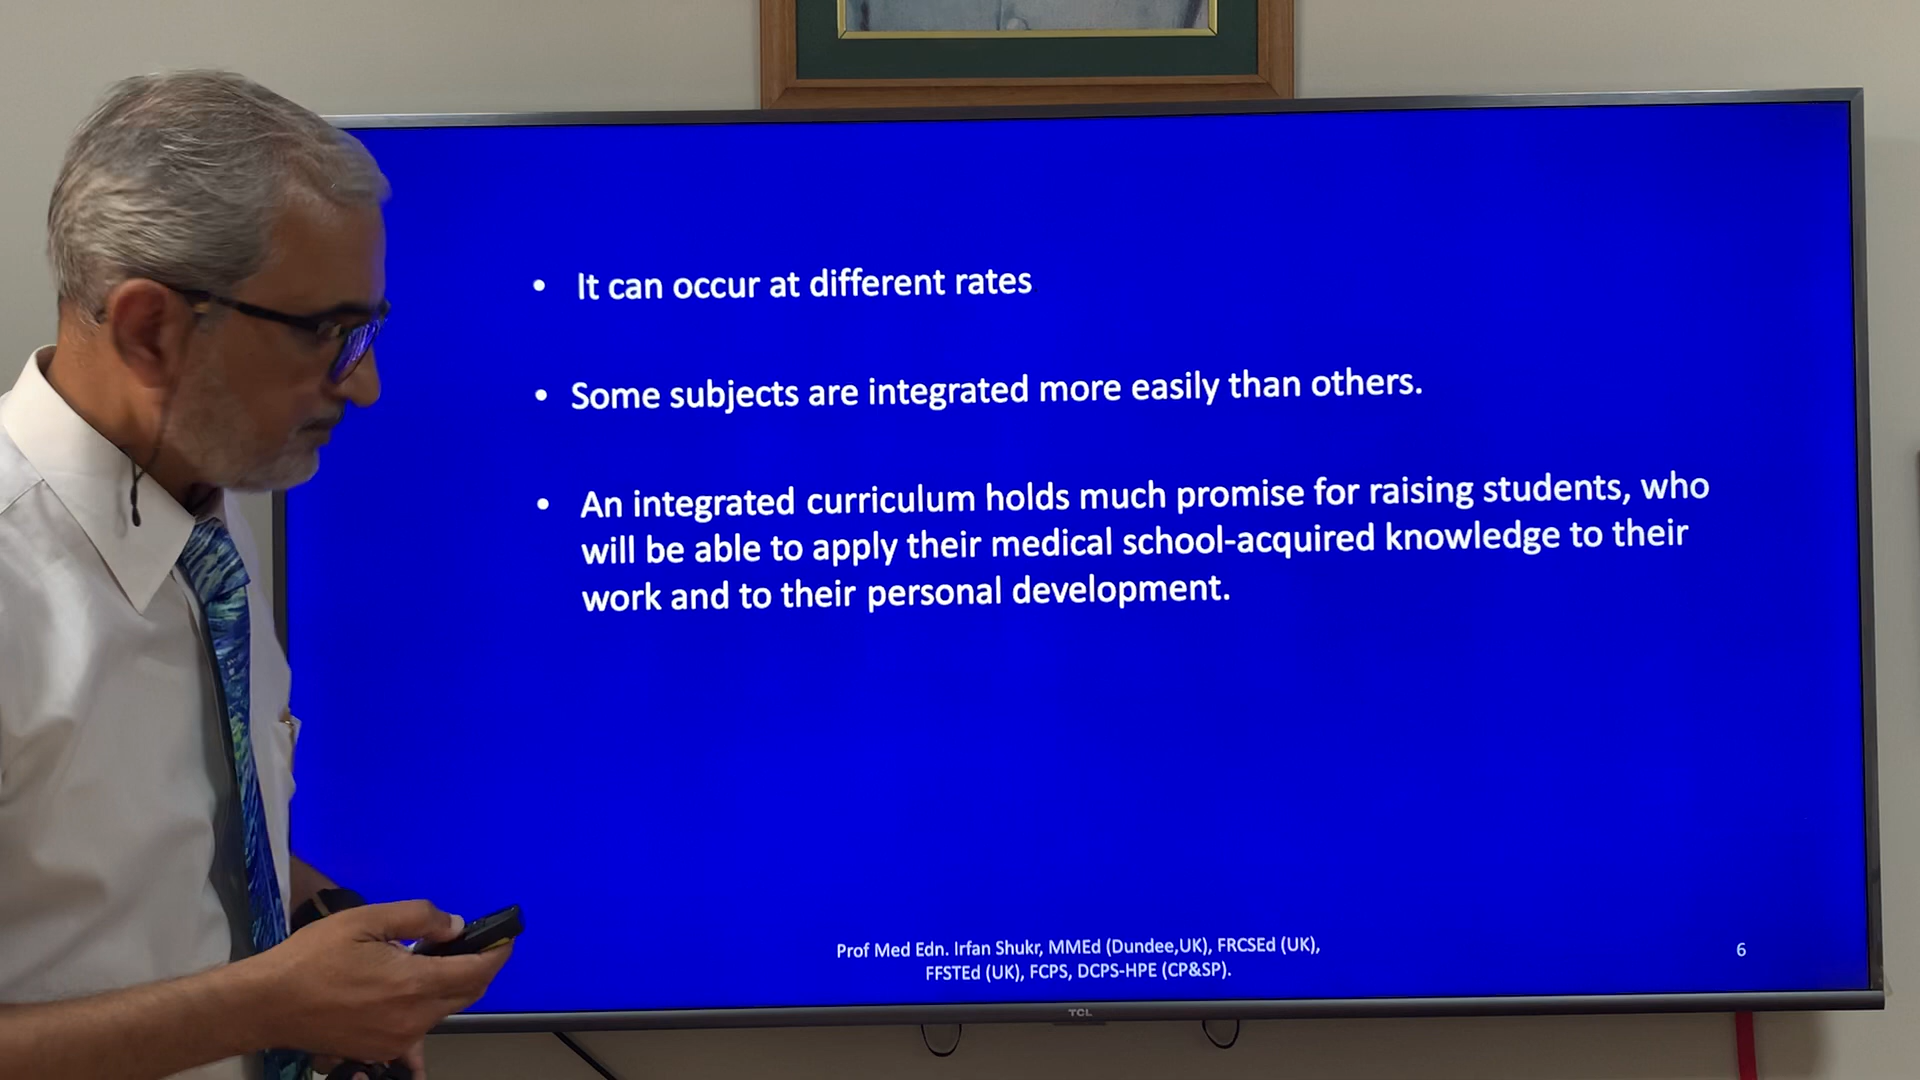 • It can occur at different rates
• Some subjects are integrated more easily than others.
• An integrated curriculum holds much promise for raising students, who
will be able to apply their medical school-acquired knowledge to their
work and to their personal development.
Prof Med Edn. Irfan Shukr, MMEd (Dundee,UK), FRCSEd (UK),
FFSTEd (UK), FCPS, DCPS-HPE (CP&SP).
6
TCL